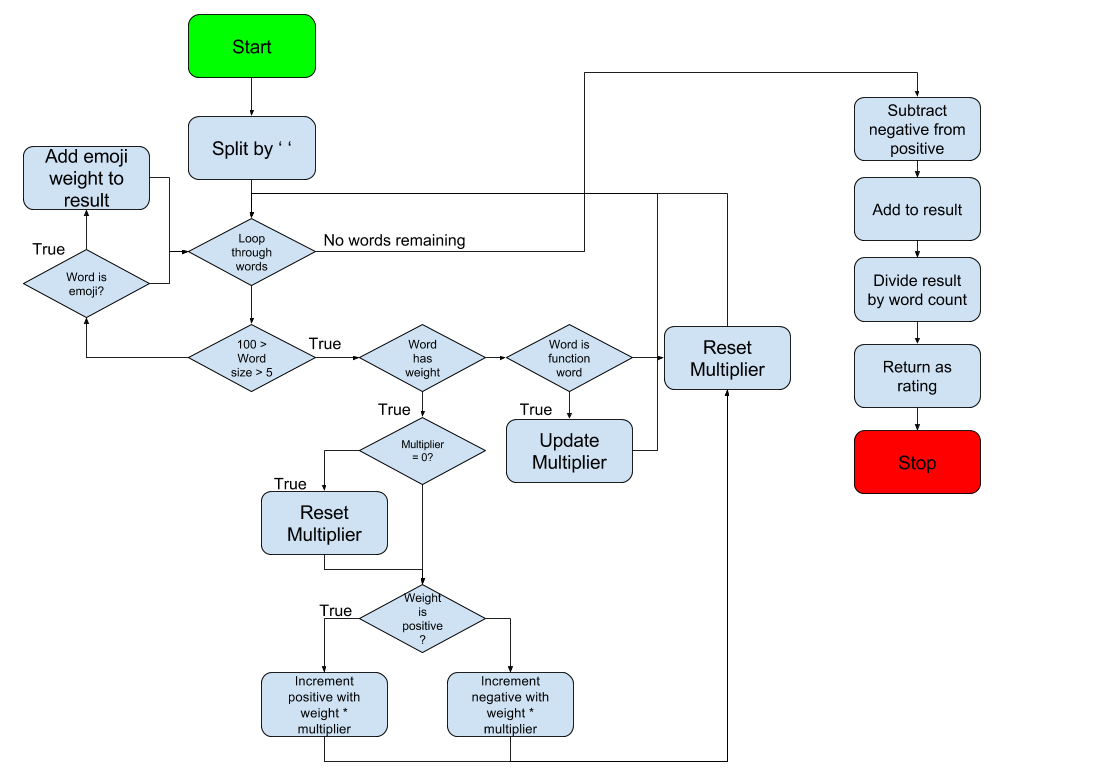 Start
Split by ‘ ‘
Add emoji
weight to
result
True
Word is
emoji?
Loop
through
words
No words remaining
100 >
Word
size > 5
True
Word
has
weight
Word is
function
word
Reset
Multiplier
True
True
Multiplier
= 0?
Update
Multiplier
True
Reset
Multiplier
True
Weight
is
positive
?
Increment
positive with
weight *
multiplier
Increment
negative with
weight *
multiplier
Subtract
negative from
positive
Add to result
Divide result
by word count
Return as
rating
Stop